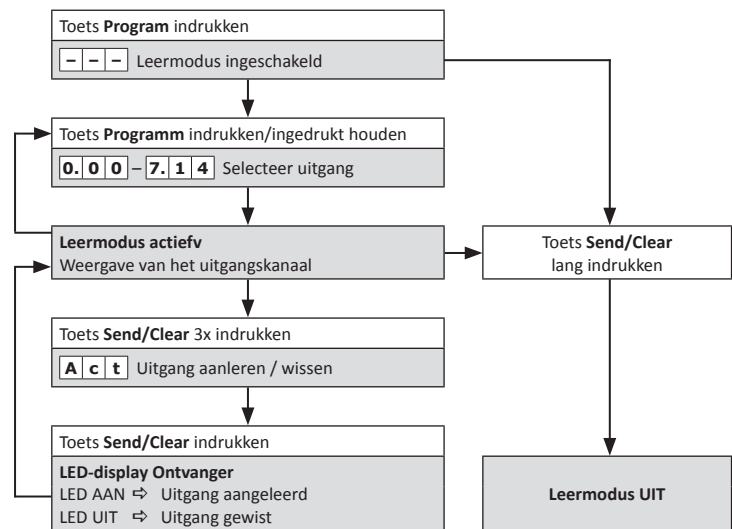 Toets Program indrukken
- - - Leermodus ingeschakeld
Toets Programm indrukken/ingedrukt houden
0. 0 0 – 7. 1 4 Selecteer uitgang
Leermodus actiefv
Weergave van het uitgangskanaal
Toets Send/Clear
lang indrukken
Toets Send/Clear 3x indrukken
A c t Uitgang aanleren / wissen
Toets Send/Clear indrukken
LED-display Ontvanger
LED AAN ⇨ Uitgang aangeleerd
LED UIT ⇨ Uitgang gewist
Leermodus UIT